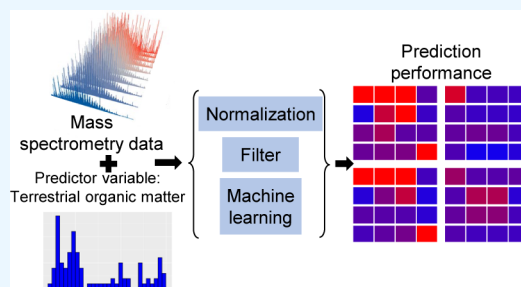 Mass
spectrometry data
Predictor variable:
Terrestrial organic matter
Normalization
Filter
Machine
learning
Prediction
performance